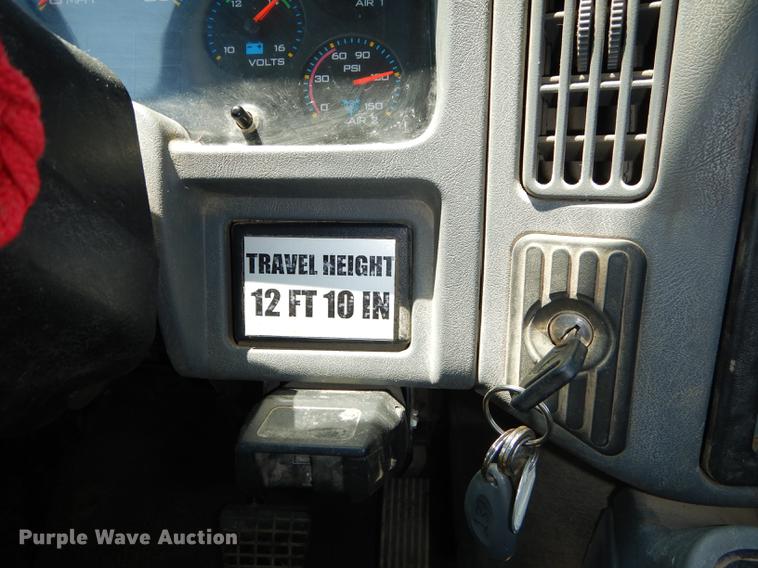 MPH
12
AIR 1
10 16
VOLTS
60 90
PSI
30
120
0 150
AIR 2
TRAVEL HEIGHT
12 FT 10 IN
Purple Wave Auction